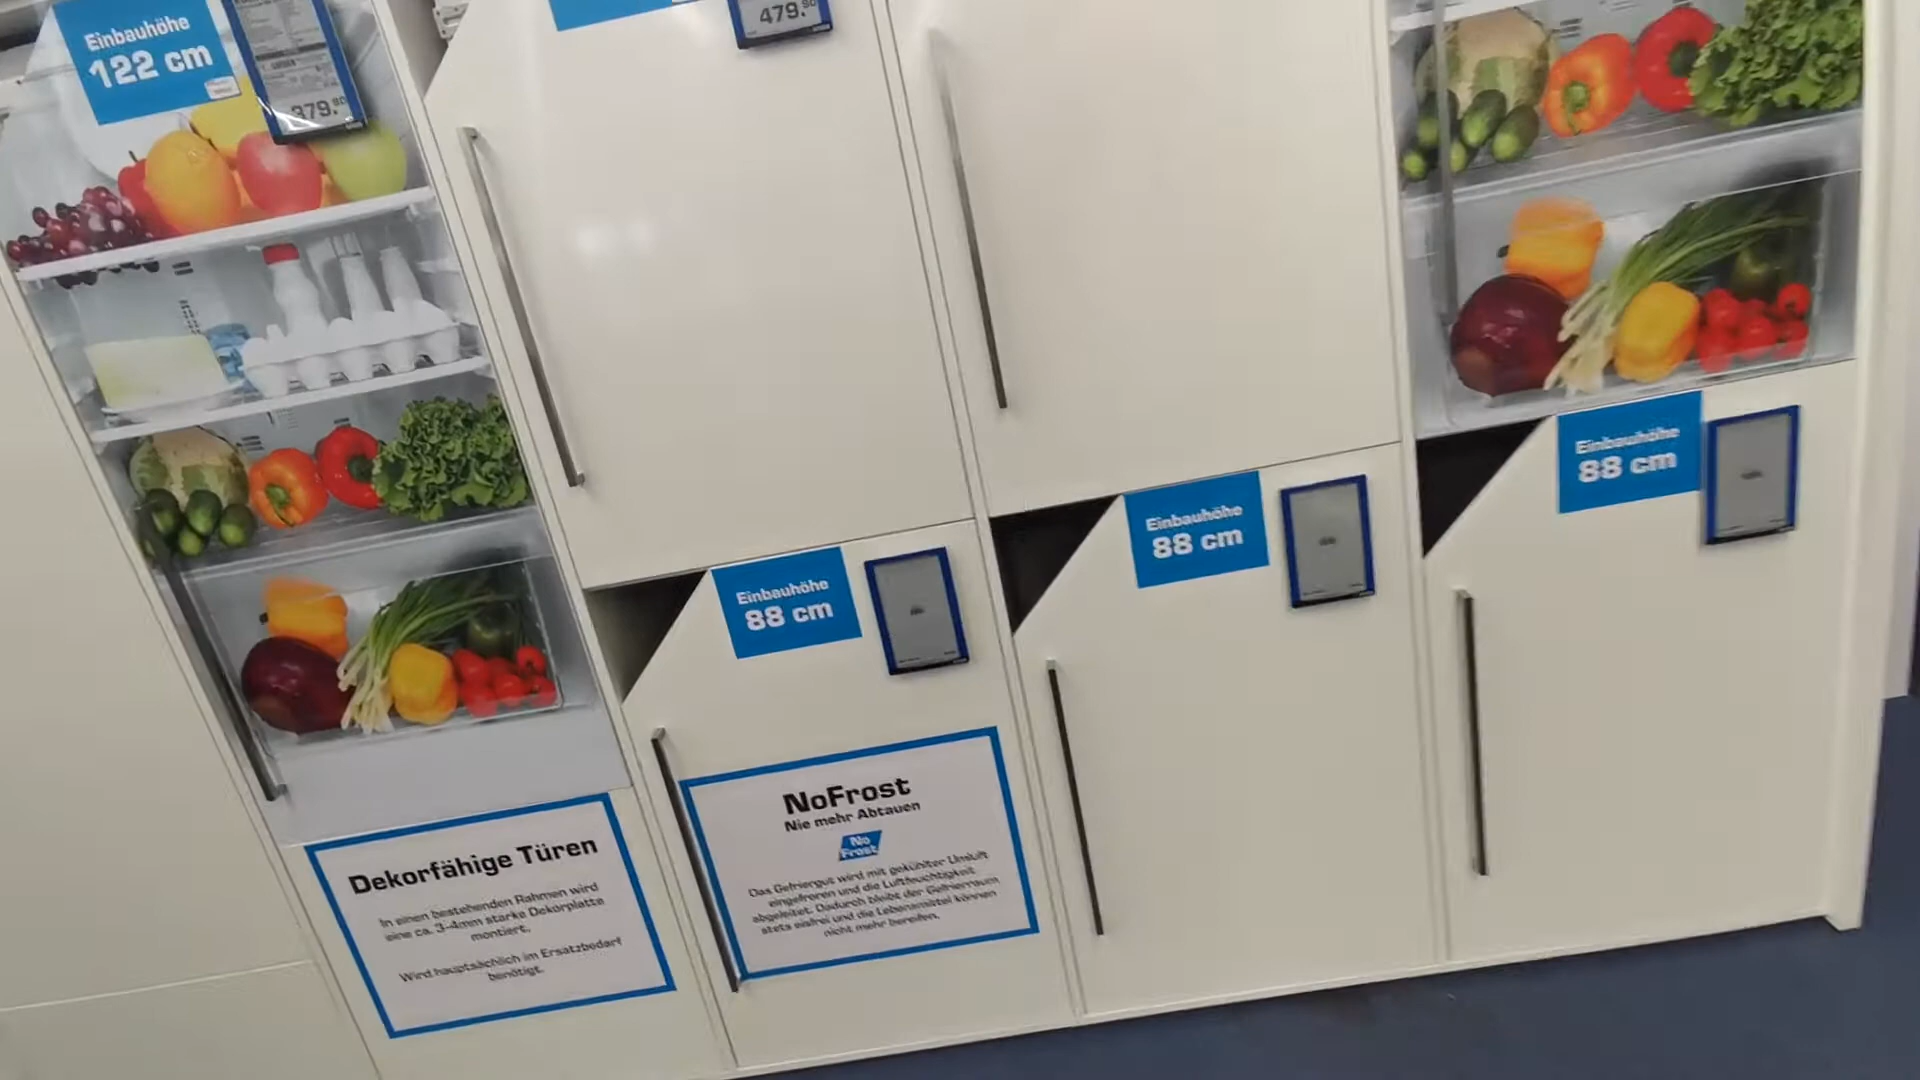 Einbauhöhe
122 cm
379.90
479.90
Einbauhöhe
88 cm
Einbauhöhe
88 cm
Einbauhöhe
88 cm
NoFrost
Nie mehr Abtauen
No
Frost
Das Gefriergut wird mit gekühlter Umluft
eingefroren und die Luftfeuchtigkeit
abgeleitet. Dadurch bleibt der Gefrierraum
stets eisfrei und die Lebensmittel können
nicht mehr bereifen.
Dekorfähige Türen
In einen bestehenden Rahmen wird
eine ca. 3-4mm starke Dekorplatte
montiert.
Wird hauptsächlich im Ersatzbedarf
benötigt.